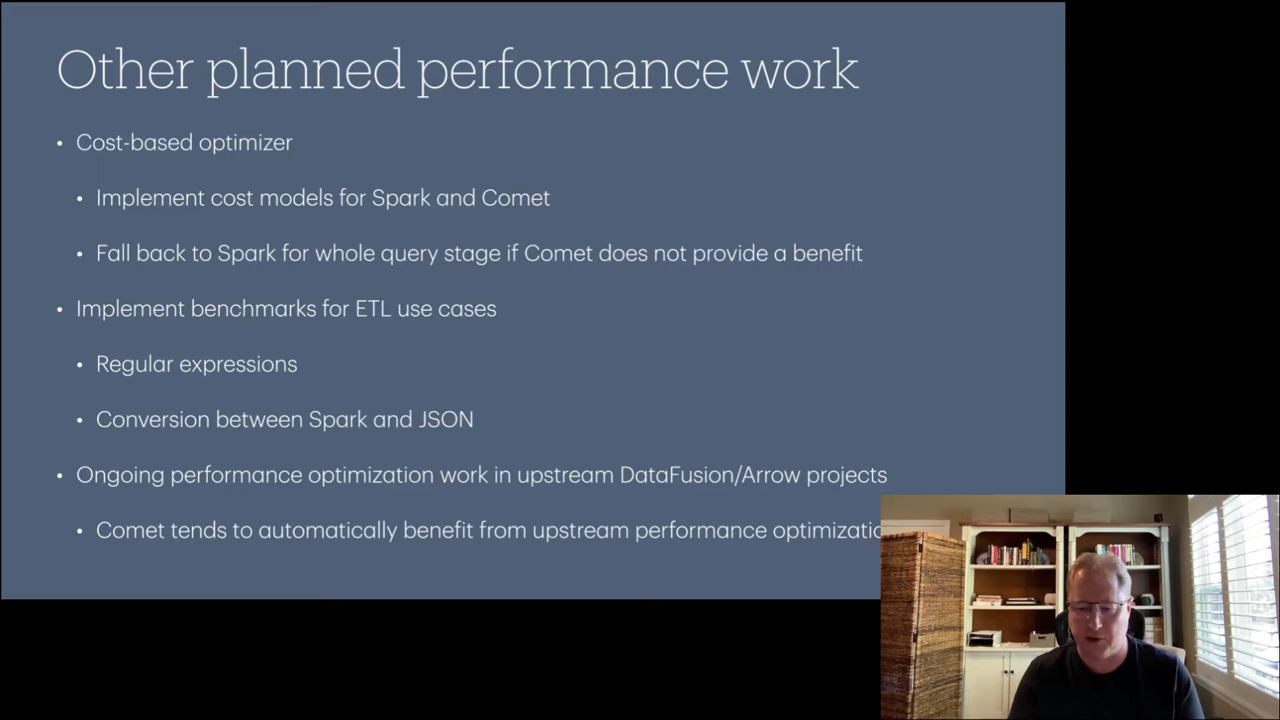 Other planned performance work
• Cost-based optimizer
• Implement cost models for Spark and Comet
• Fall back to Spark for whole query stage if Comet does not provide a benefit
• Implement benchmarks for ETL use cases
• Regular expressions
• Conversion between Spark and JSON
• Ongoing performance optimization work in upstream DataFusion/Arrow projects
• Comet tends to automatically benefit from upstream performance